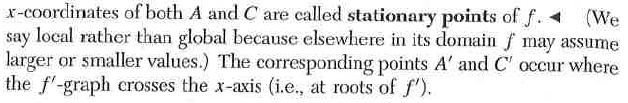 x-coordinates of both A and C are called stationary points of f. ◄ (We
say local rather than global because elsewhere in its domain f may assume
larger or smaller values.) The corresponding points A′ and C′ occur where
the f′-graph crosses the x-axis (i.e., at roots of f′).